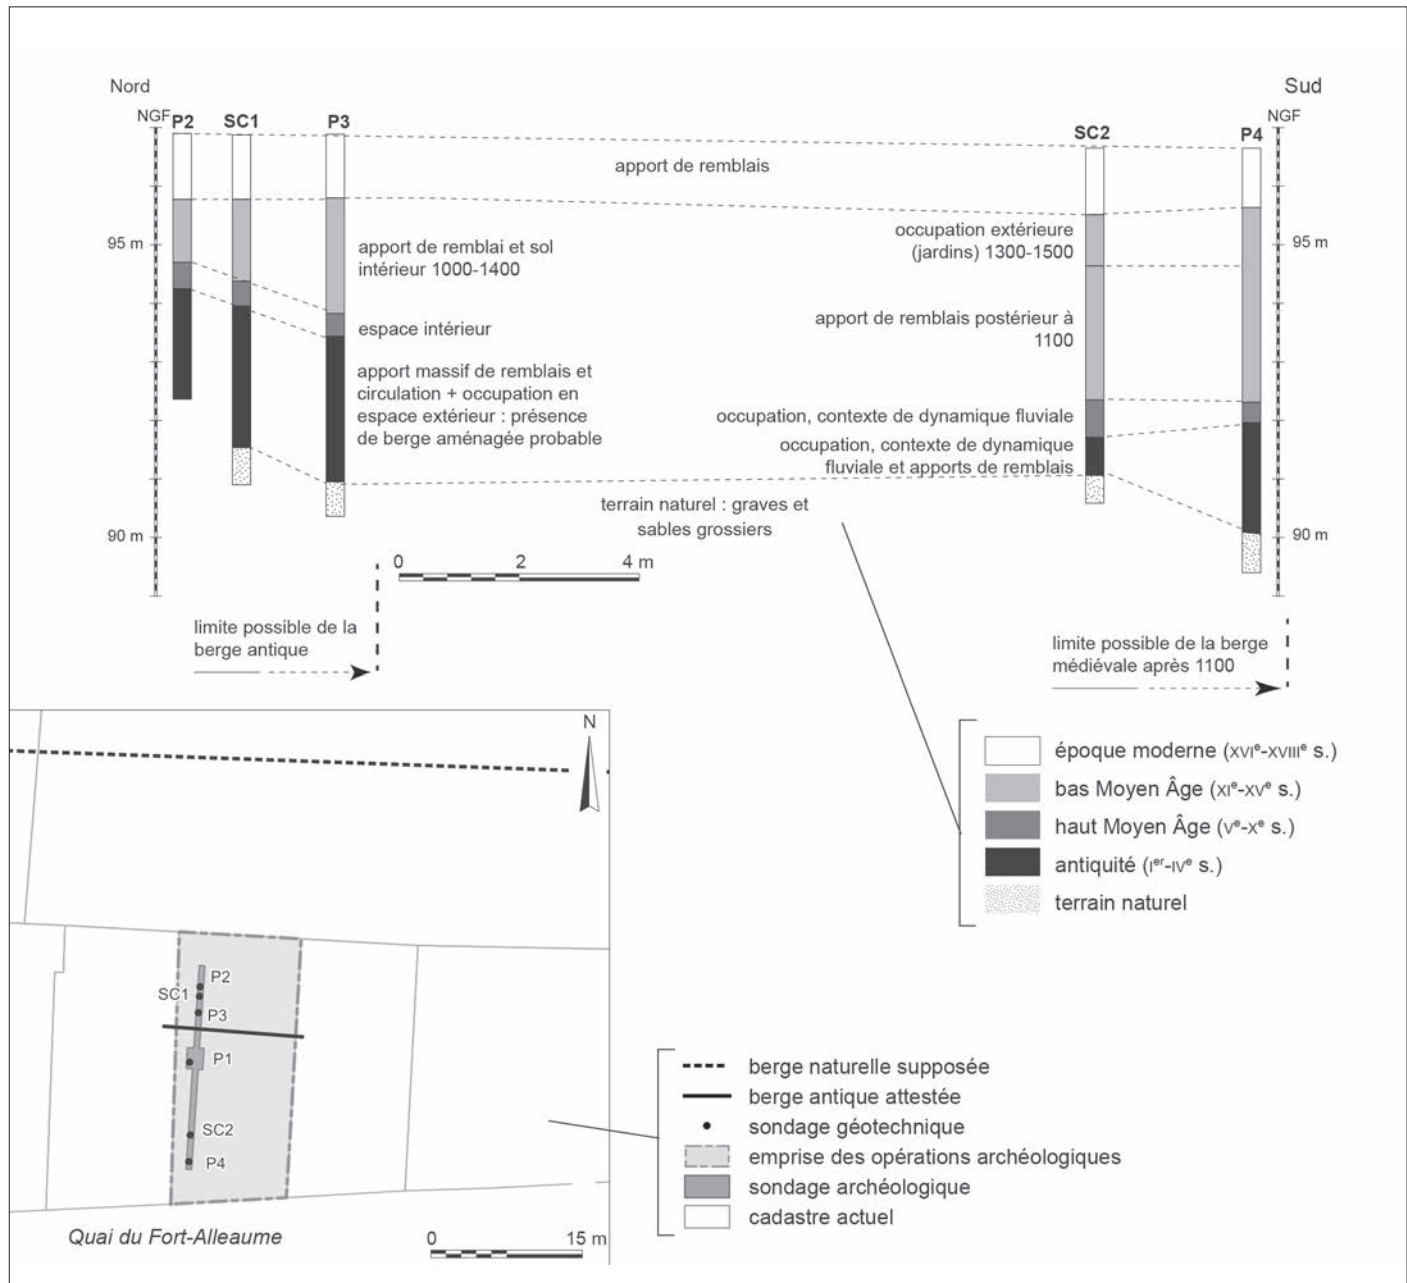 Nord
Sud
NGF
P2
SC1
P3
SC2
P4
NGF
apport de remblais
95 m
apport de remblai et sol
intérieur 1000-1400
occupation extérieure
(jardins) 1300-1500
95 m
espace intérieur
apport de remblais postérieur à
1100
apport massif de remblais et
circulation + occupation en
espace extérieur : présence
de berge aménagée probable
occupation, contexte de dynamique fluviale
occupation, contexte de dynamique
fluviale et apports de remblais
terrain naturel : graves et
sables grossiers
90 m
90 m
0 2 4 m
limite possible de la
berge antique
limite possible de la berge
médiévale après 1100
N
époque moderne (XVIe-XVIIIe s.)
bas Moyen Âge (XIe-XVe s.)
haut Moyen Âge (Ve-Xe s.)
antiquité (Ier-IVe s.)
terrain naturel
P2
SC1
P3
P1
SC2
P4
Quai du Fort-Alleaume
0 15 m
berge naturelle supposée
berge antique attestée
sondage géotechnique
emprise des opérations archéologiques
sondage archéologique
cadastre actuel